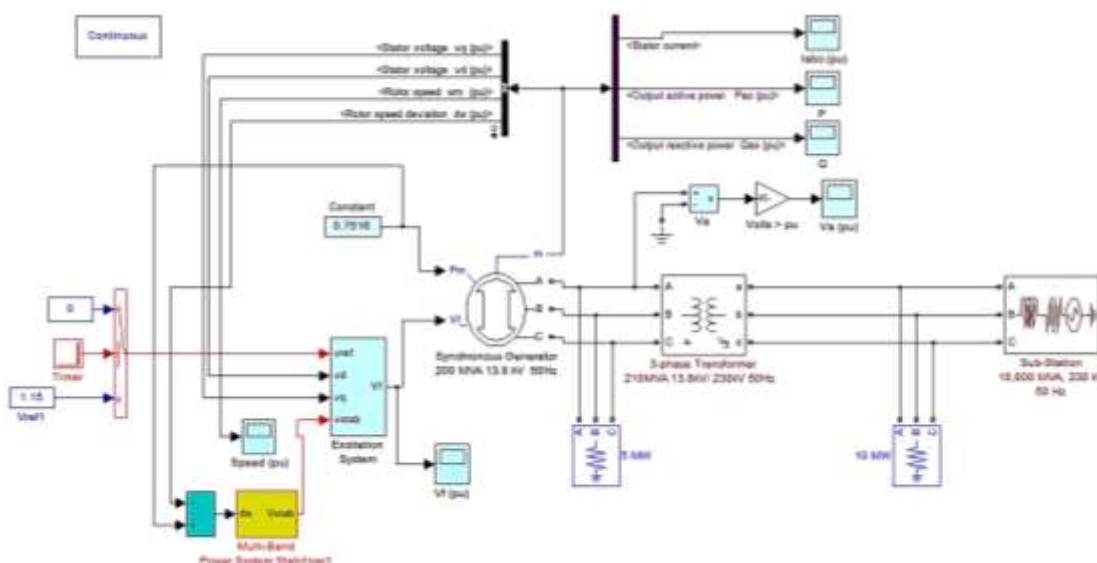 Continuous
<Stator voltage vq (pu)>
<Stator voltage vd (pu)>
<Rotor speed wm (pu)>
<Rotor speed deviation dw (pu)>
<Stator current>
Iabc (pu)
<Output active power Peo (pu)>
P
<Output reactive power Qeo (pu)>
Q
Constant
0.7516
Va
Volts > pu
Va (pu)
m
Pm
Vf_
A
B
C
Synchronous Generator
200 MVA 13.8 kV 50Hz
A
B
C
a
b
c
3-phase Transformer
210MVA 13.8kV/ 230kV 50Hz
A
B
C
Sub-Station
10,000 MVA, 230 k
50 Hz
0
Timer
1.15
Vref1
vref
vd
vq
vstab
Vf
Excitation
System
Speed (pu)
Vf (pu)
A B C
5 MW
10 MW
A B C
dw
Vstab
Multi-Band
Power System Stabilizer1